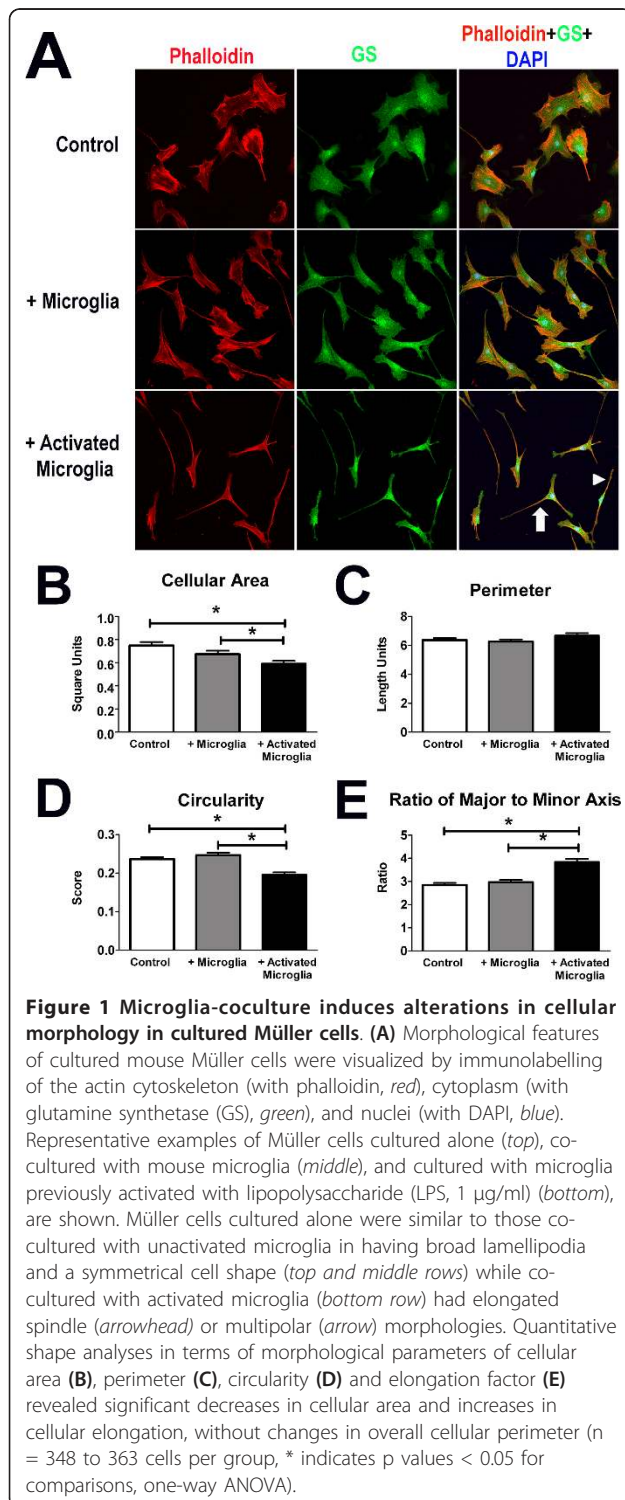 A
Phalloidin
GS
Phalloidin+GS+
DAPI
Control
+ Microglia
+ Activated
Microglia
B
Cellular Area
*
*
Square Units
1.0
0.8
0.6
0.4
0.2
0.0
Control
+ Microglia
+ Activated
Microglia
C
Perimeter
Length Units
8
6
4
2
0
Control
+ Microglia
+ Activated
Microglia
D
Circularity
*
*
Score
0.3
0.2
0.1
0.0
Control
+ Microglia
+ Activated
Microglia
E
Ratio of Major to Minor Axis
*
*
Ratio
5
4
3
2
1
0
Control
+ Microglia
+ Activated
Microglia
Figure 1 Microglia-coculture induces alterations in cellular
morphology in cultured Müller cells. (A) Morphological features
of cultured mouse Müller cells were visualized by immunolabelling
of the actin cytoskeleton (with phalloidin, red), cytoplasm (with
glutamine synthetase (GS), green), and nuclei (with DAPI, blue).
Representative examples of Müller cells cultured alone (top), co-
cultured with mouse microglia (middle), and cultured with microglia
previously activated with lipopolysaccharide (LPS, 1 μg/ml) (bottom),
are shown. Müller cells cultured alone were similar to those co-
cultured with unactivated microglia in having broad lamellipodia
and a symmetrical cell shape (top and middle rows) while co-
cultured with activated microglia (bottom row) had elongated
spindle (arrowhead) or multipolar (arrow) morphologies. Quantitative
shape analyses in terms of morphological parameters of cellular
area (B), perimeter (C), circularity (D) and elongation factor (E)
revealed significant decreases in cellular area and increases in
cellular elongation, without changes in overall cellular perimeter (n
= 348 to 363 cells per group, * indicates p values < 0.05 for
comparisons, one-way ANOVA).